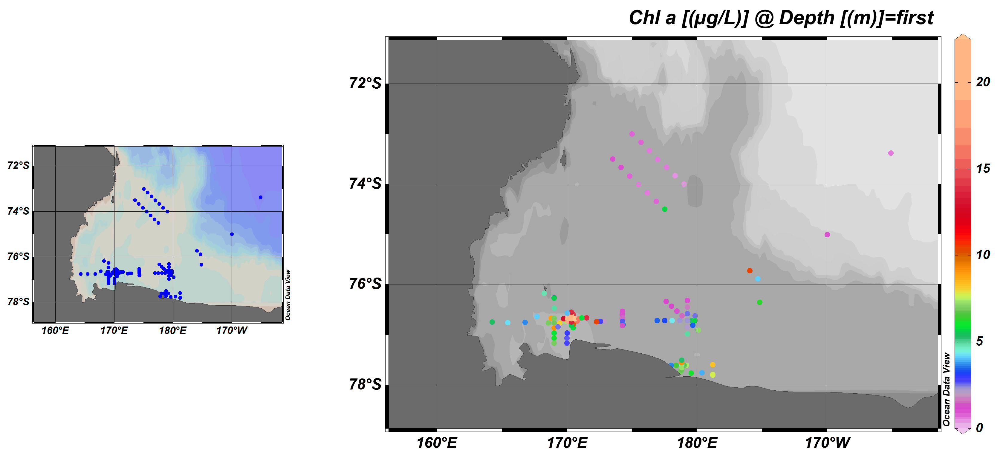 Chl a [(µg/L)] @ Depth [(m)]=first
72°S
74°S
76°S
78°S
160°E
170°E
180°E
170°W
Ocean Data View
72°S
74°S
76°S
78°S
160°E
170°E
180°E
170°W
Ocean Data View
20
15
10
5
0